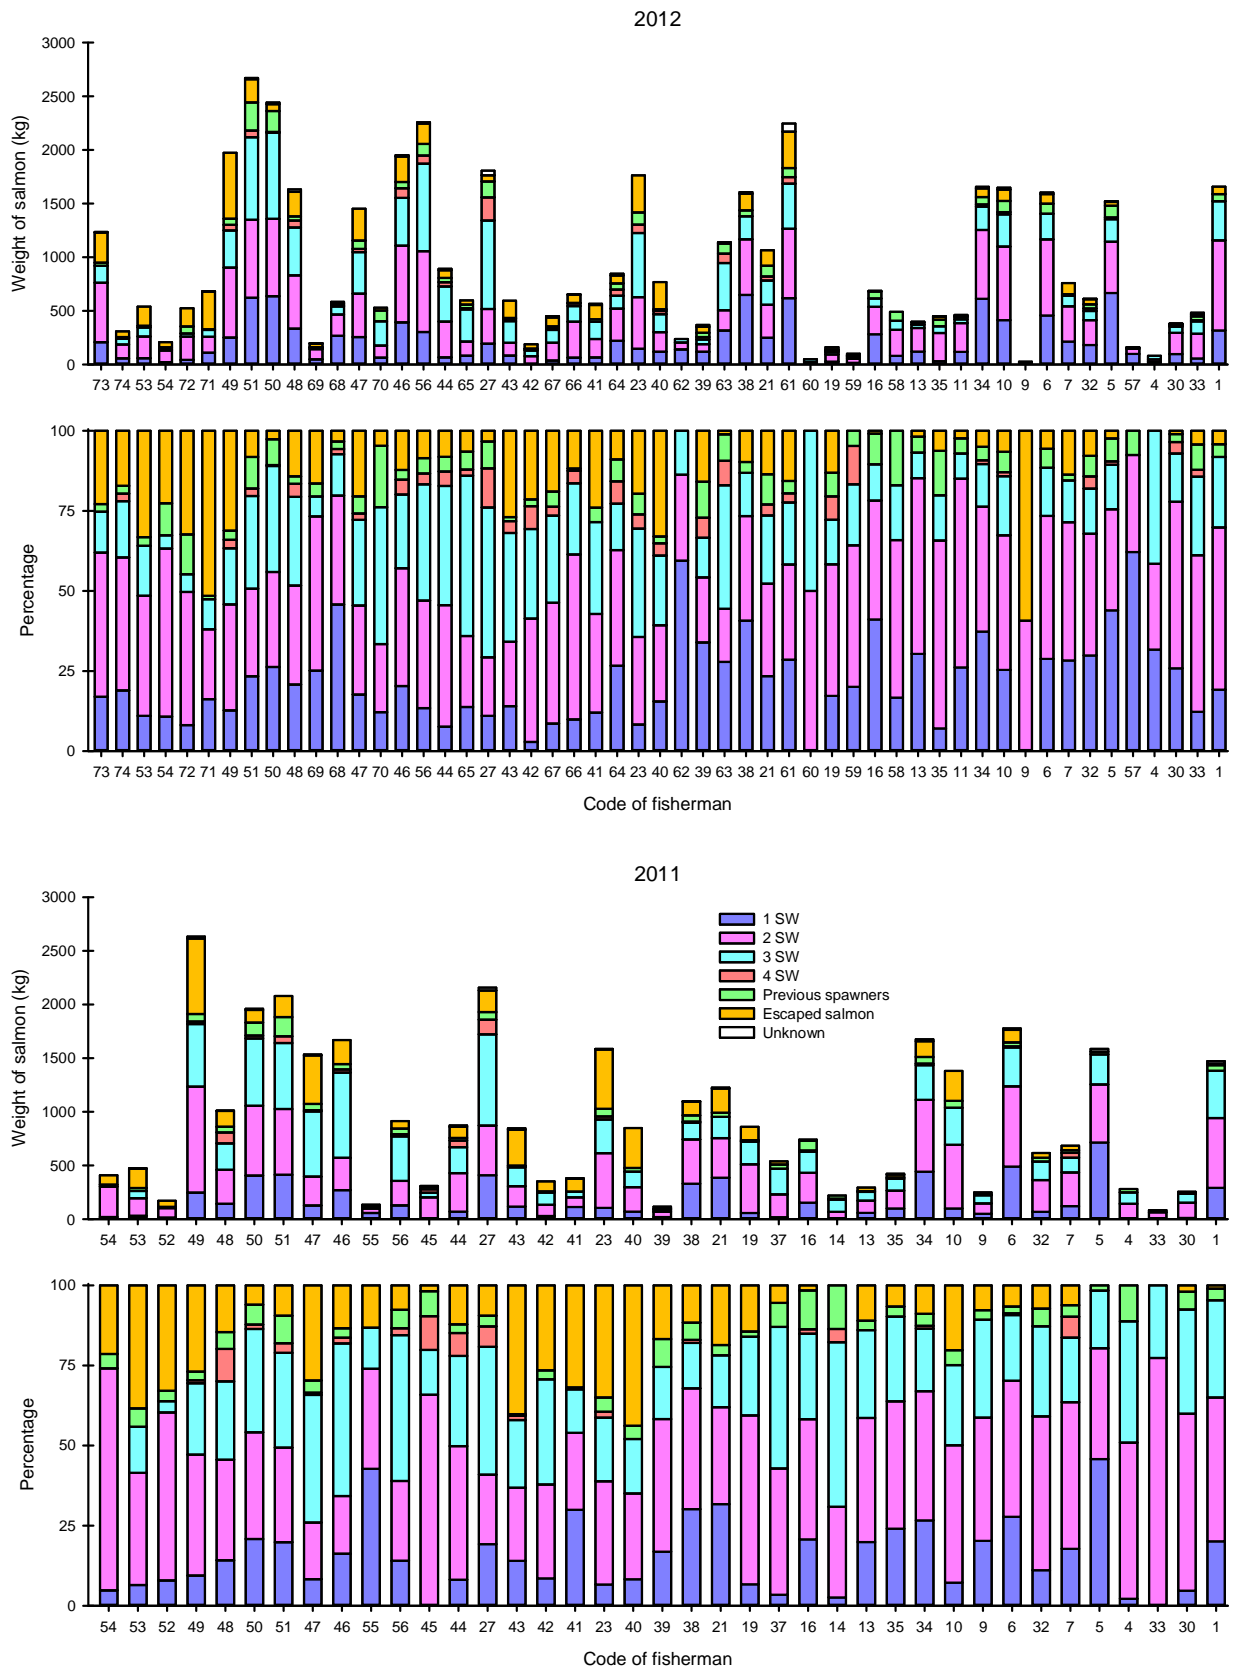 2012
3000
2500
2000
1500
1000
500
0
Weight of salmon (kg)
73 74 53 54 72 71 49 51 50 48 69 68 47 70 46 56 44 65 27 43 42 67 66 41 64 23 40 62 39 63 38 21 61 60 19 59 16 58 13 35 11 34 10 9 6 7 32 5 57 4 30 33 1
100
75
50
25
0
Percentage
73 74 53 54 72 71 49 51 50 48 69 68 47 70 46 56 44 65 27 43 42 67 66 41 64 23 40 62 39 63 38 21 61 60 19 59 16 58 13 35 11 34 10 9 6 7 32 5 57 4 30 33 1
Code of fisherman
2011
3000
2500
2000
1500
1000
500
0
Weight of salmon (kg)
1 SW
2 SW
3 SW
4 SW
Previous spawners
Escaped salmon
Unknown
54 53 52 49 48 50 51 47 46 55 56 45 44 27 43 42 41 23 40 39 38 21 19 37 16 14 13 35 34 10 9 6 32 7 5 4 33 30 1
100
75
50
25
0
Percentage
54 53 52 49 48 50 51 47 46 55 56 45 44 27 43 42 41 23 40 39 38 21 19 37 16 14 13 35 34 10 9 6 32 7 5 4 33 30 1
Code of fisherman